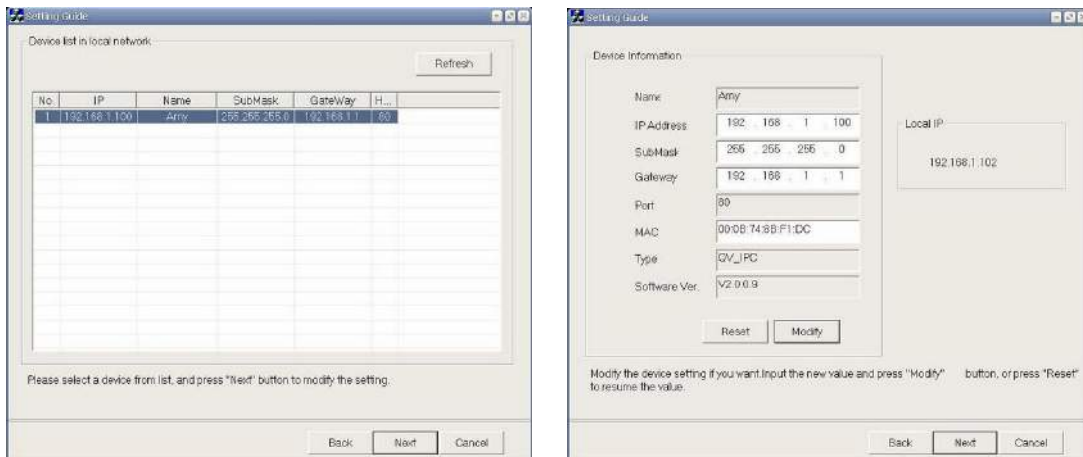 Setting Guide
Device list in local network
Refresh
No. IP Name SubMask GateWay H...
1 192.168.1.100 Amy 255.255.255.0 192.168.1.1 80
Please select a device from list, and press "Next" button to modify the setting.
Back Next Cancel
Setting Guide
Device Information
Name Amy
IP Address 192 . 168 . 1 . 100
SubMask 255 . 255 . 255 . 0
Gateway 192 . 168 . 1 . 1
Port 80
MAC 00:0B:74:8B:F1:DC
Type GV_IPC
Software Ver. V2.0.0.9
Reset Modify
Local IP
192.168.1.102
Modify the device setting if you want.Input the new value and press "Modify" button, or press "Reset"
to resume the value.
Back Next Cancel